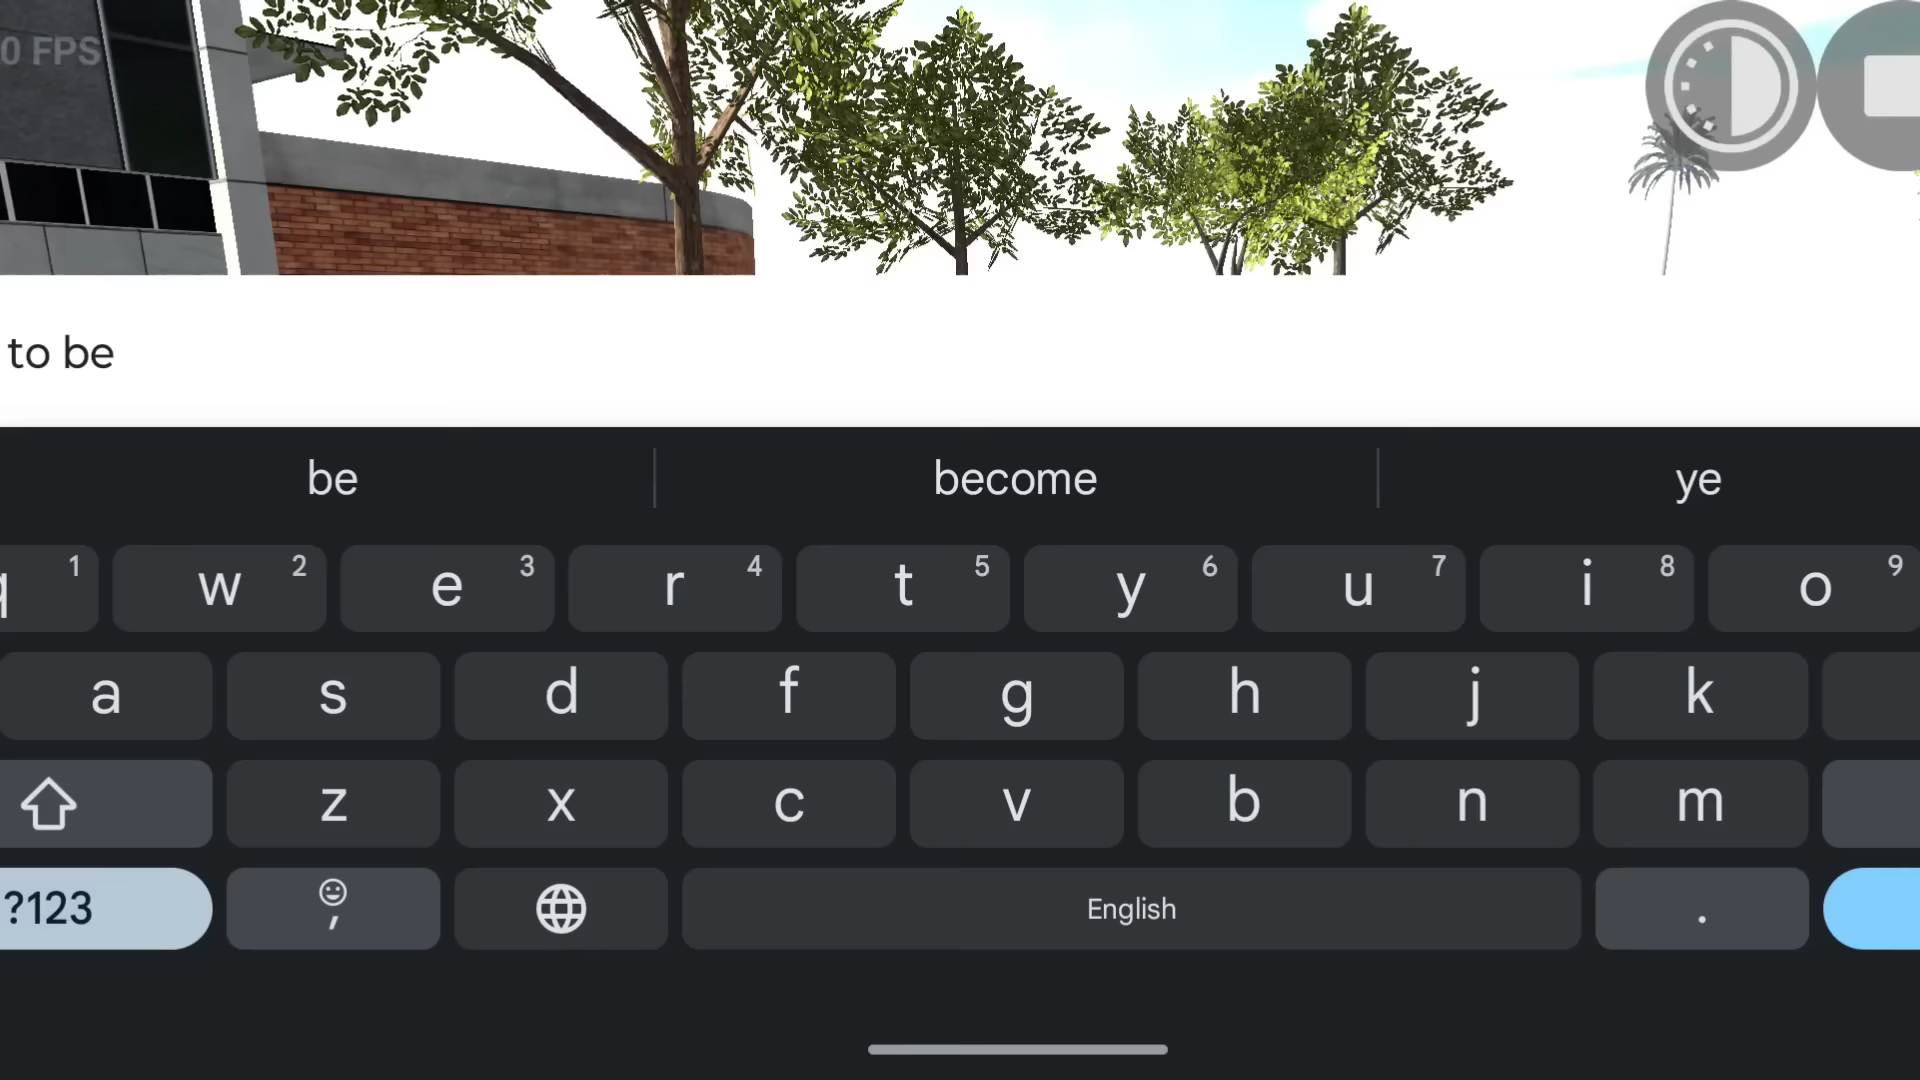 0 FPS
to be
be become ye
q 1 w 2 e 3 r 4 t 5 y 6 u 7 i 8 o 9
a s d f g h j k
z x c v b n m
?123 , English .